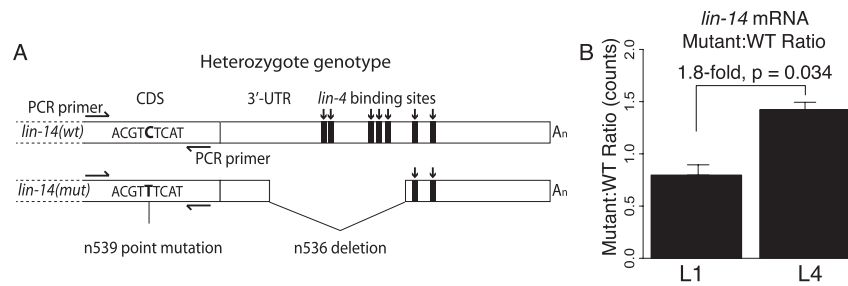 A
Heterozygote genotype
PCR primer
CDS
3'-UTR
lin-4 binding sites
lin-14(wt)
ACGTCTCAT
An
PCR primer
lin-14(mut)
ACGTTTCAT
An
n539 point mutation
n536 deletion
B
lin-14 mRNA
Mutant:WT Ratio
1.8-fold, p = 0.034
Mutant:WT Ratio (counts)
2.0
1.5
1.0
0.5
0.0
L1
L4